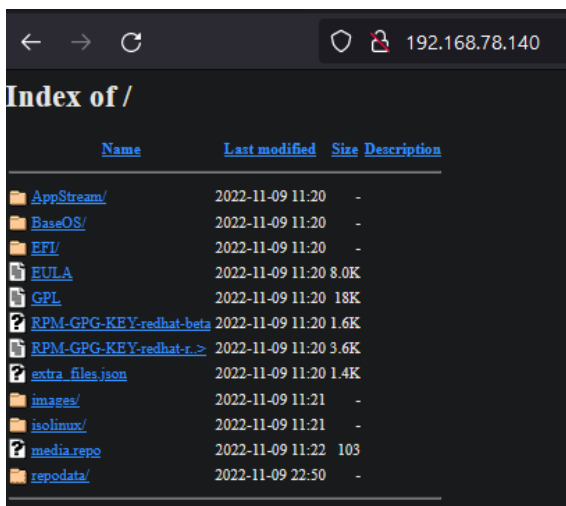 192.168.78.140
Index of /
Name Last modified Size Description
AppStream/ 2022-11-09 11:20 -
BaseOS/ 2022-11-09 11:20 -
EFI/ 2022-11-09 11:20 -
EULA 2022-11-09 11:20 8.0K
GPL 2022-11-09 11:20 18K
RPM-GPG-KEY-redhat-beta 2022-11-09 11:20 1.6K
RPM-GPG-KEY-redhat-r..> 2022-11-09 11:20 3.6K
extra_files.json 2022-11-09 11:20 1.4K
images/ 2022-11-09 11:21 -
isolinux/ 2022-11-09 11:21 -
media.repo 2022-11-09 11:22 103
repodata/ 2022-11-09 22:50 -